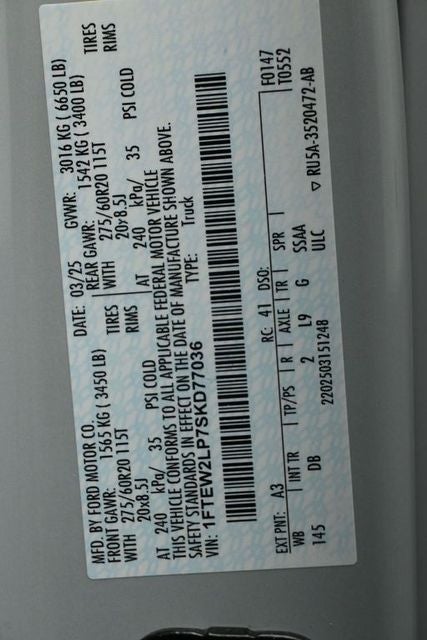 MFD. BY FORD MOTOR CO. DATE: 03/25 GVWR: 3016 KG ( 6650 LB)
FRONT GAWR: 1565 KG ( 3450 LB) REAR GAWR: 1542 KG ( 3400 LB)
WITH 275/60R20 115T TIRES WITH 275/60R20 115T TIRES
20x8.5J RIMS 20x8.5J RIMS
AT 240 kPa/ 35 PSI COLD AT 240 kPa/ 35 PSI COLD
THIS VEHICLE CONFORMS TO ALL APPLICABLE FEDERAL MOTOR VEHICLE
SAFETY STANDARDS IN EFFECT ON THE DATE OF MANUFACTURE SHOWN ABOVE.
VIN: 1FTEW2LP7SKD77036 TYPE: Truck
F0147
T0552
EXT PNT: A3 RC: 41 DSO:
WB INT TR TP/PS R AXLE TR SPR
145 DB 2 L9 G SSAA
ULC
2202503151248 ▽ RU5A-3520472-AB